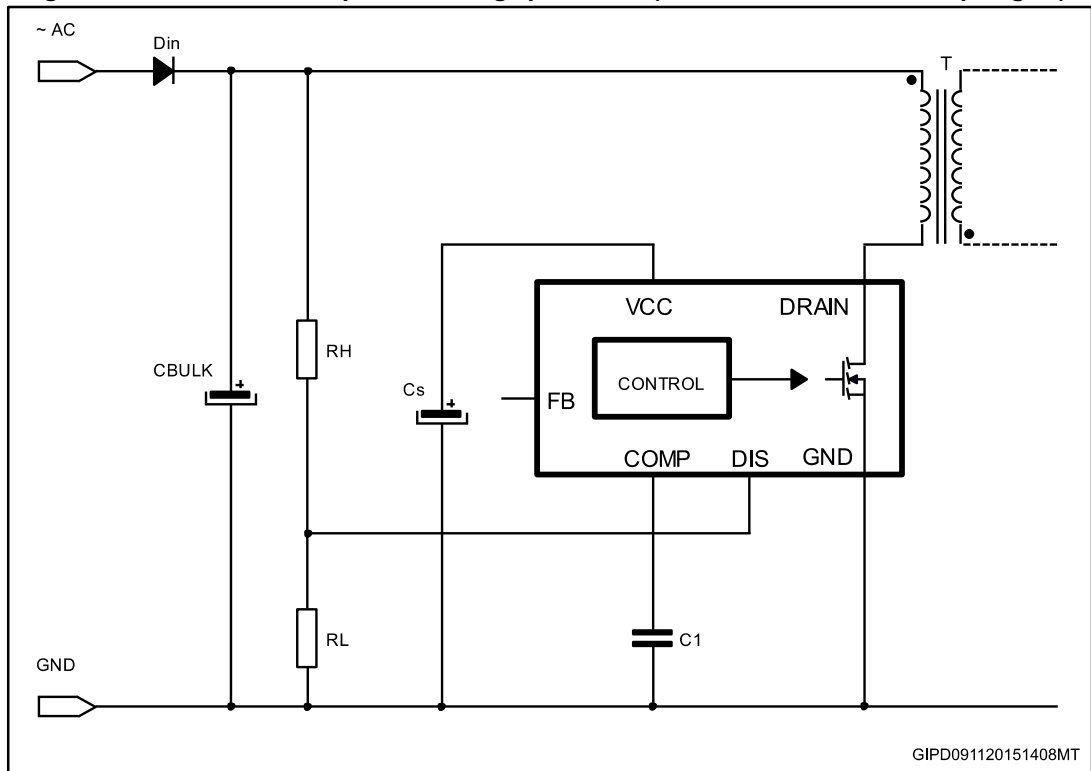 ~ AC
Din
T
VCC
DRAIN
RH
CBULK
+
Cs
+
CONTROL
FB
COMP
DIS
GND
RL
C1
GND
GIPD091120151408MT